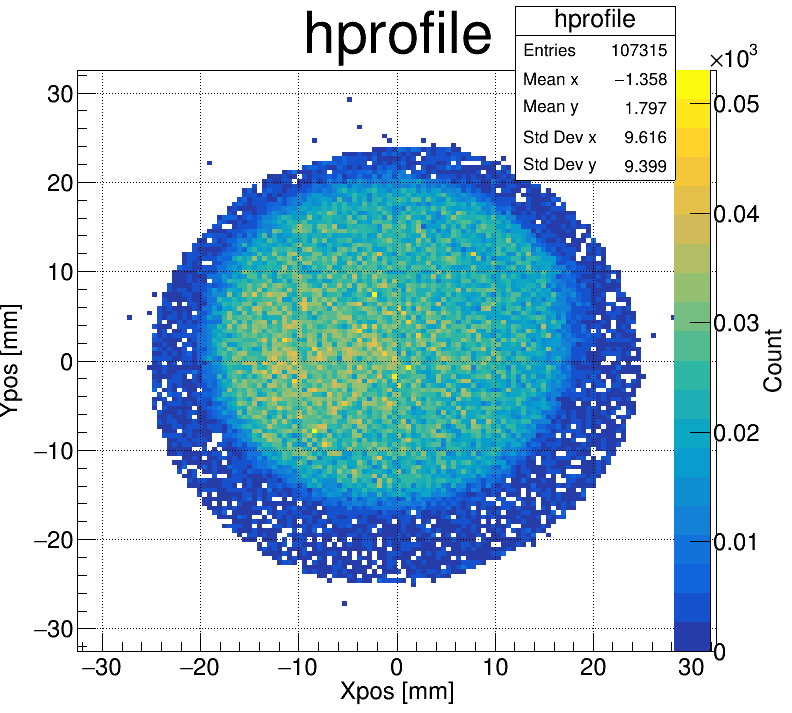 hprofile
hprofile
Entries 107315
Mean x −1.358
Mean y 1.797
Std Dev x 9.616
Std Dev y 9.399
×10³
30
20
10
0
−10
−20
−30
Ypos [mm]
−30 −20 −10 0 10 20 30
Xpos [mm]
0.05
0.04
0.03
0.02
0.01
0
Count